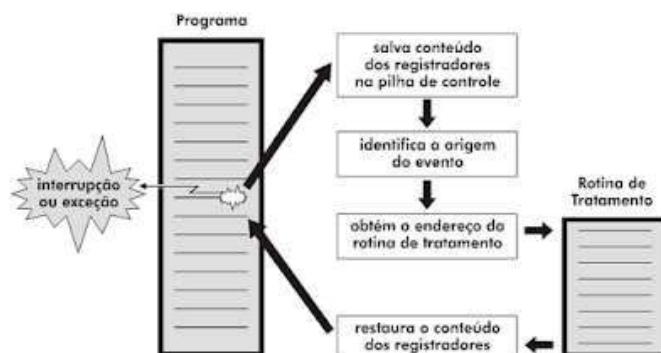 Programa
salva conteúdo
dos registradores
na pilha de controle
identifica a origem
do evento
interrupção
ou exceção
obtém o endereço da
rotina de tratamento
Rotina de
Tratamento
restaura o conteúdo
dos registradores